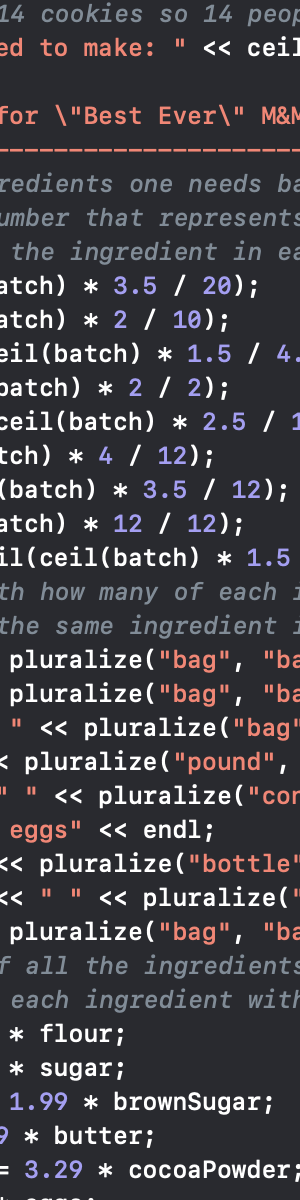 14 cookies so 14 peop
ed to make: " << ceil
for \"Best Ever\" M&M
redients one needs ba
umber that represents
the ingredient in ea
atch) * 3.5 / 20);
atch) * 2 / 10);
eil(batch) * 1.5 / 4.
batch) * 2 / 2);
ceil(batch) * 2.5 / 1
tch) * 4 / 12);
(batch) * 3.5 / 12);
atch) * 12 / 12);
il(ceil(batch) * 1.5
th how many of each i
the same ingredient i
pluralize("bag", "ba
pluralize("bag", "ba
" << pluralize("bag"
< pluralize("pound",
" " << pluralize("con
eggs" << endl;
<< pluralize("bottle"
<< " " << pluralize("
pluralize("bag", "ba
f all the ingredients
each ingredient with
* flour;
* sugar;
1.99 * brownSugar;
9 * butter;
= 3.29 * cocoaPowder;